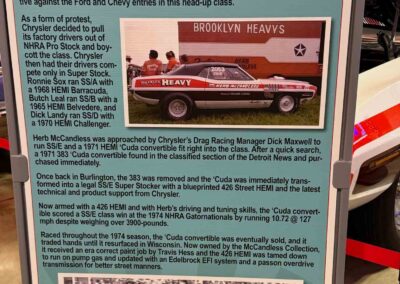 tive against the Ford and Chevy entries in this head-up class.
As a form of protest,
Chrysler decided to pull
its factory drivers out of
NHRA Pro Stock and boy-
cott the class. Chrysler
then had their drivers com-
pete only in Super Stock.
Ronnie Sox ran SS/A with
a 1968 HEMI Barracuda,
Butch Leal ran SS/B with a
1965 HEMI Belvedere, and
Dick Landy ran SS/D with
a 1970 HEMI Challenger.
BROOKLYN HEAVYS
2003
HEAVY
HERB McCANDLESS
Herb McCandless was approached by Chrysler's Drag Racing Manager Dick Maxwell to
run SS/E and a 1971 HEMI 'Cuda convertible fit right into the class. After a quick search,
a 1971 383 'Cuda convertible found in the classified section of the Detroit News and pur-
chased immediately.
Once back in Burlington, the 383 was removed and the 'Cuda was immediately trans-
formed into a legal SS/E Super Stocker with a blueprinted 426 Street HEMI and the latest
technical and product support from Chrysler.
Now armed with a 426 HEMI and with Herb's driving and tuning skills, the 'Cuda convert-
ible scored a SS/E class win at the 1974 NHRA Gatornationals by running 10.72 @ 127
mph despite weighing over 3900-pounds.
Raced throughout the 1974 season, the 'Cuda convertible was eventually sold, and it
traded hands until it resurfaced in Wisconsin. Now owned by the McCandless Collection,
it received an era correct paint job by Travis Hess and the 426 HEMI was tamed down
to run on pump gas and updated with an Edelbrock EFI system and a passon overdrive
transmission for better street manners.